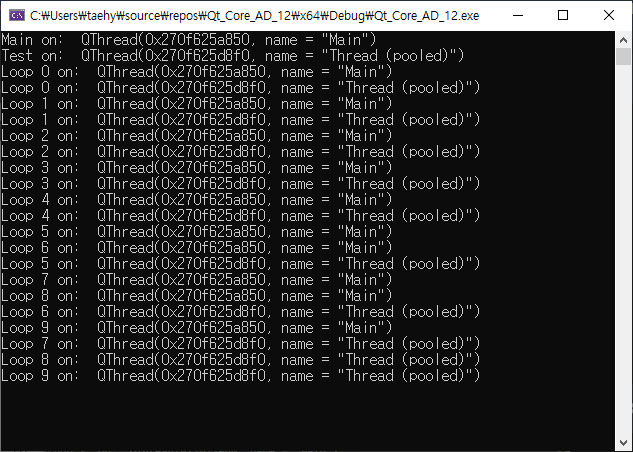 C:₩Users₩taehy₩source₩repos₩Qt_Core_AD_12₩x64₩Debug₩Qt_Core_AD_12.exe
Main on:  QThread(0x270f625a850, name = "Main")
Test on:  QThread(0x270f625d8f0, name = "Thread (pooled)")
Loop 0 on:  QThread(0x270f625a850, name = "Main")
Loop 0 on:  QThread(0x270f625d8f0, name = "Thread (pooled)")
Loop 1 on:  QThread(0x270f625a850, name = "Main")
Loop 1 on:  QThread(0x270f625d8f0, name = "Thread (pooled)")
Loop 2 on:  QThread(0x270f625a850, name = "Main")
Loop 2 on:  QThread(0x270f625d8f0, name = "Thread (pooled)")
Loop 3 on:  QThread(0x270f625a850, name = "Main")
Loop 3 on:  QThread(0x270f625d8f0, name = "Thread (pooled)")
Loop 4 on:  QThread(0x270f625a850, name = "Main")
Loop 4 on:  QThread(0x270f625d8f0, name = "Thread (pooled)")
Loop 5 on:  QThread(0x270f625a850, name = "Main")
Loop 6 on:  QThread(0x270f625a850, name = "Main")
Loop 5 on:  QThread(0x270f625d8f0, name = "Thread (pooled)")
Loop 7 on:  QThread(0x270f625a850, name = "Main")
Loop 8 on:  QThread(0x270f625a850, name = "Main")
Loop 6 on:  QThread(0x270f625d8f0, name = "Thread (pooled)")
Loop 9 on:  QThread(0x270f625a850, name = "Main")
Loop 7 on:  QThread(0x270f625d8f0, name = "Thread (pooled)")
Loop 8 on:  QThread(0x270f625d8f0, name = "Thread (pooled)")
Loop 9 on:  QThread(0x270f625d8f0, name = "Thread (pooled)")